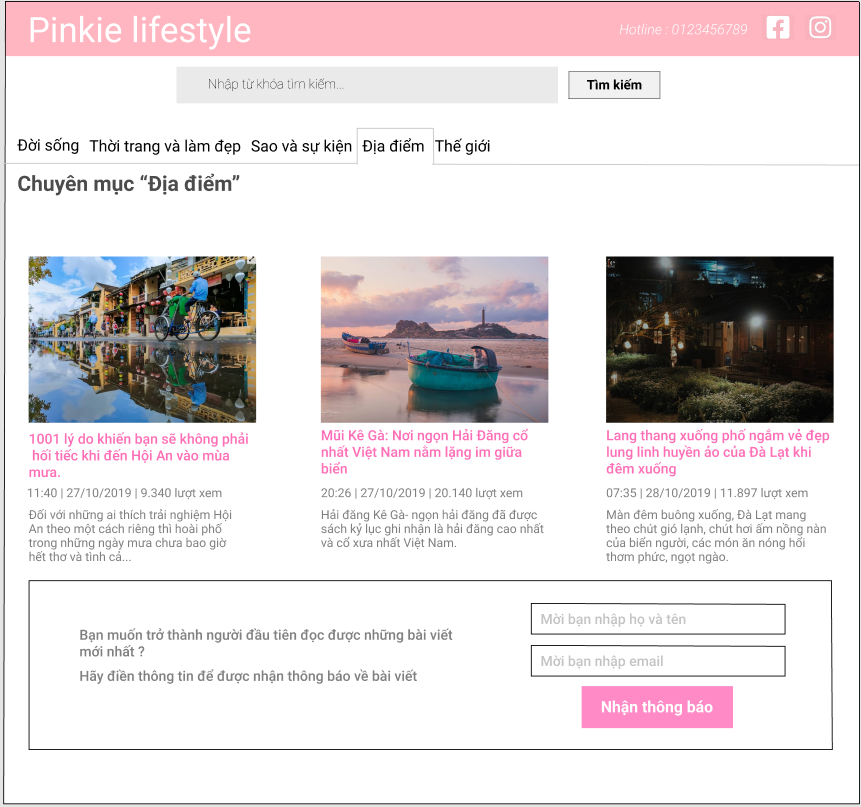 Pinkie lifestyle
Hotline : 0123456789
Nhập từ khóa tìm kiếm...
Tìm kiếm
Đời sống Thời trang và làm đẹp Sao và sự kiện Địa điểm Thế giới
Chuyên mục “Địa điểm”
1001 lý do khiến bạn sẽ không phải
hối tiếc khi đến Hội An vào mùa
mưa.
11:40 | 27/10/2019 | 9.340 lượt xem
Đối với những ai thích trải nghiệm Hội
An theo một cách riêng thì hoài phố
trong những ngày mưa chưa bao giờ
hết thơ và tình cả...
Mũi Kê Gà: Nơi ngọn Hải Đăng cổ
nhất Việt Nam nằm lặng im giữa
biển
20:26 | 27/10/2019 | 20.140 lượt xem
Hải đăng Kê Gà- ngọn hải đăng đã được
sách kỷ lục ghi nhận là hải đăng cao nhất
và cổ xưa nhất Việt Nam.
Lang thang xuống phố ngắm vẻ đẹp
lung linh huyền ảo của Đà Lạt khi
đêm xuống
07:35 | 28/10/2019 | 11.897 lượt xem
Màn đêm buông xuống, Đà Lạt mang
theo chút gió lạnh, chút hơi ấm nồng nàn
của biển người, các món ăn nóng hổi
thơm phức, ngọt ngào.
Bạn muốn trở thành người đầu tiên đọc được những bài viết
mới nhất ?
Hãy điền thông tin để được nhận thông báo về bài viết
Mời bạn nhập họ và tên
Mời bạn nhập email
Nhận thông báo